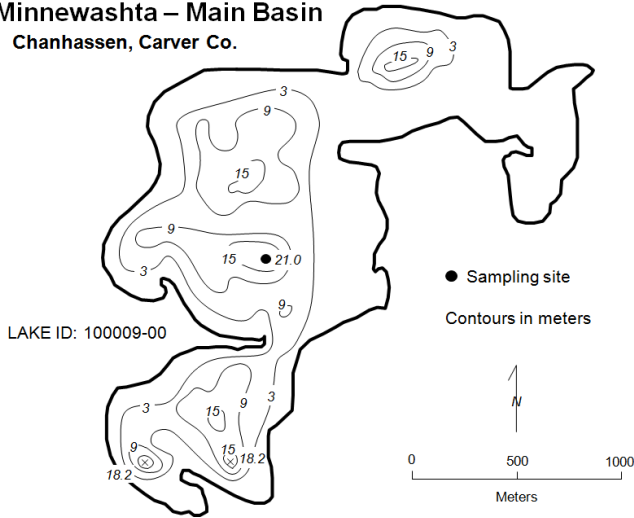 Minnewashta – Main Basin
Chanhassen, Carver Co.
3
9
15
3
9
15
9
3
15
21.0
9
Sampling site
Contours in meters
LAKE ID: 100009-00
N
3
9
3
15
9
15
18.2
18.2
0 500 1000
Meters